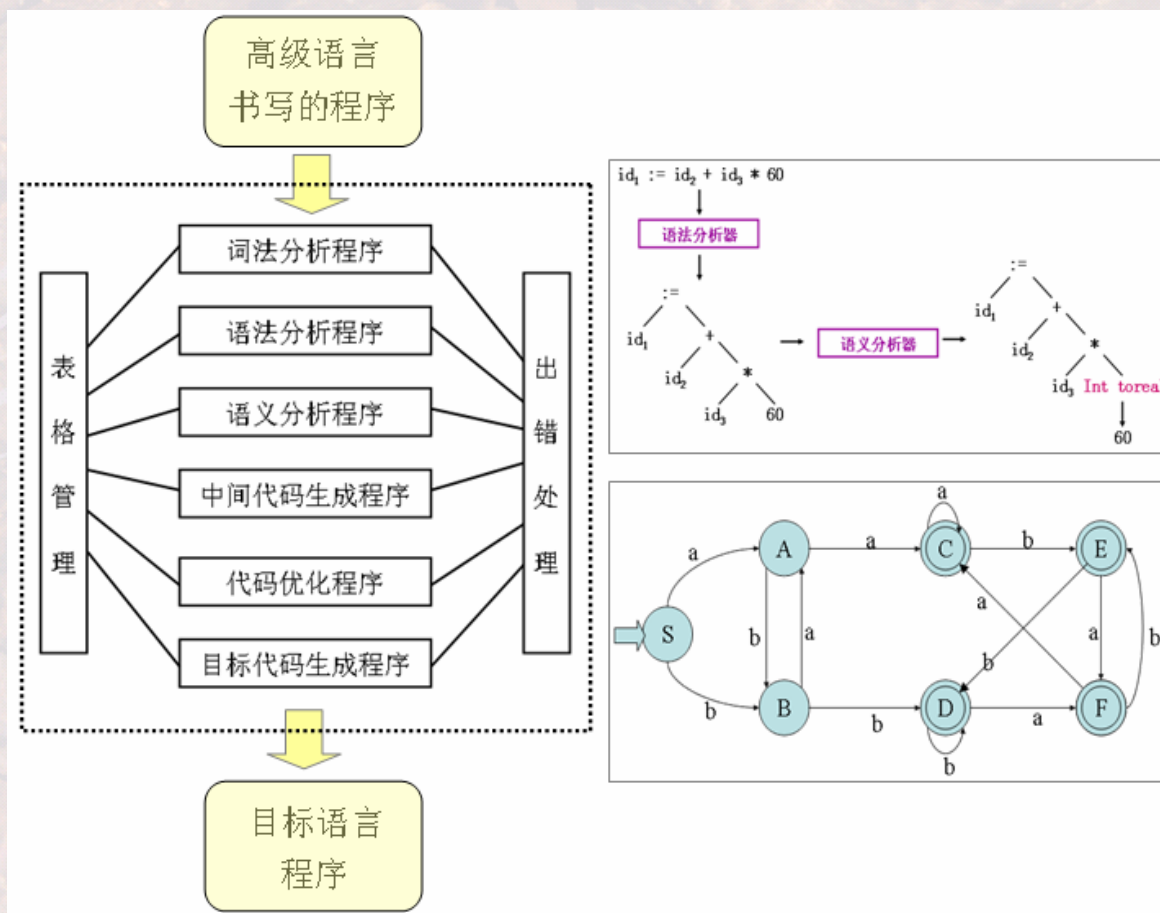 高级语言
书写的程序
词法分析程序
语法分析程序
语义分析程序
中间代码生成程序
代码优化程序
目标代码生成程序
表格管理
出错处理
目标语言
程序
id₁ := id₂ + id₃ * 60
语法分析器
:=
id₁
+
id₂
*
id₃
60
语义分析器
:=
id₁
+
id₂
*
id₃ Int toreal
60
a
a
A
a
C
b
E
S
b
a
a
b
a
b
b
B
b
D
a
F
b